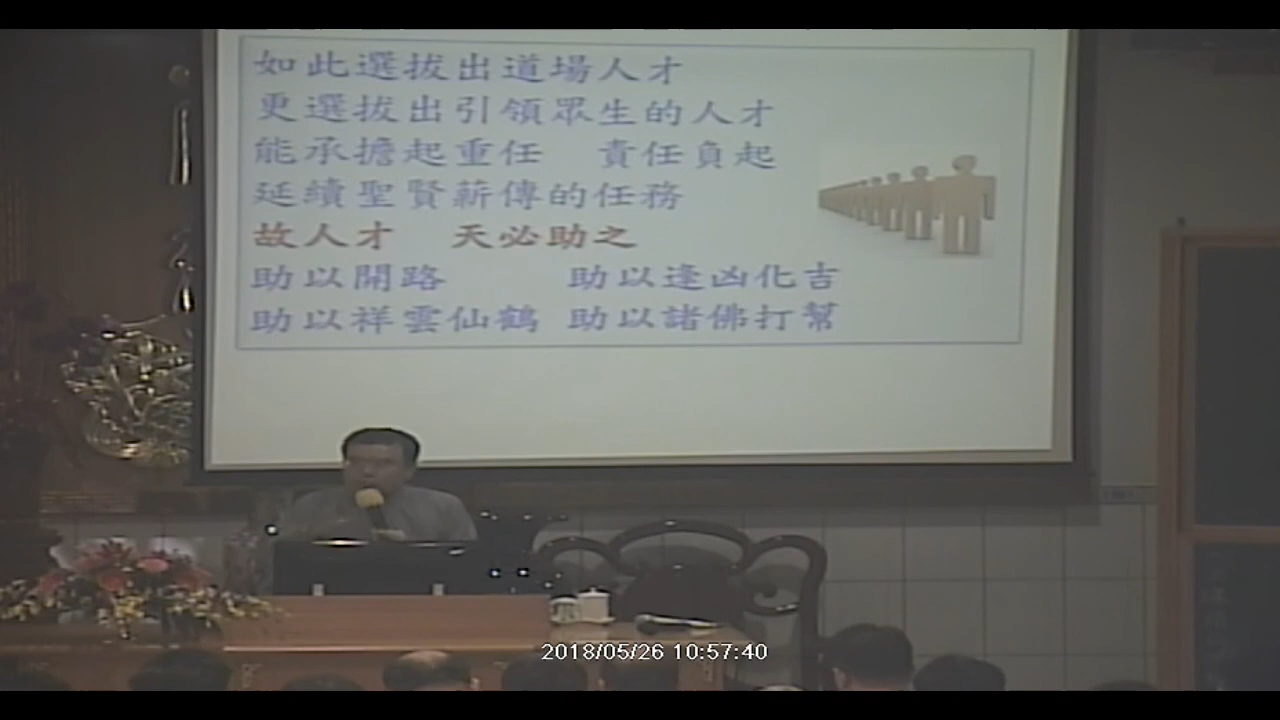 如此選拔出道場人才
更選拔出引領眾生的人才
能承擔起重任　責任負起
延續聖賢薪傳的任務
故人才　天必助之
助以開路　助以逢凶化吉
助以祥雲仙鶴　助以諸佛打幫
2018/05/26 10:57:40